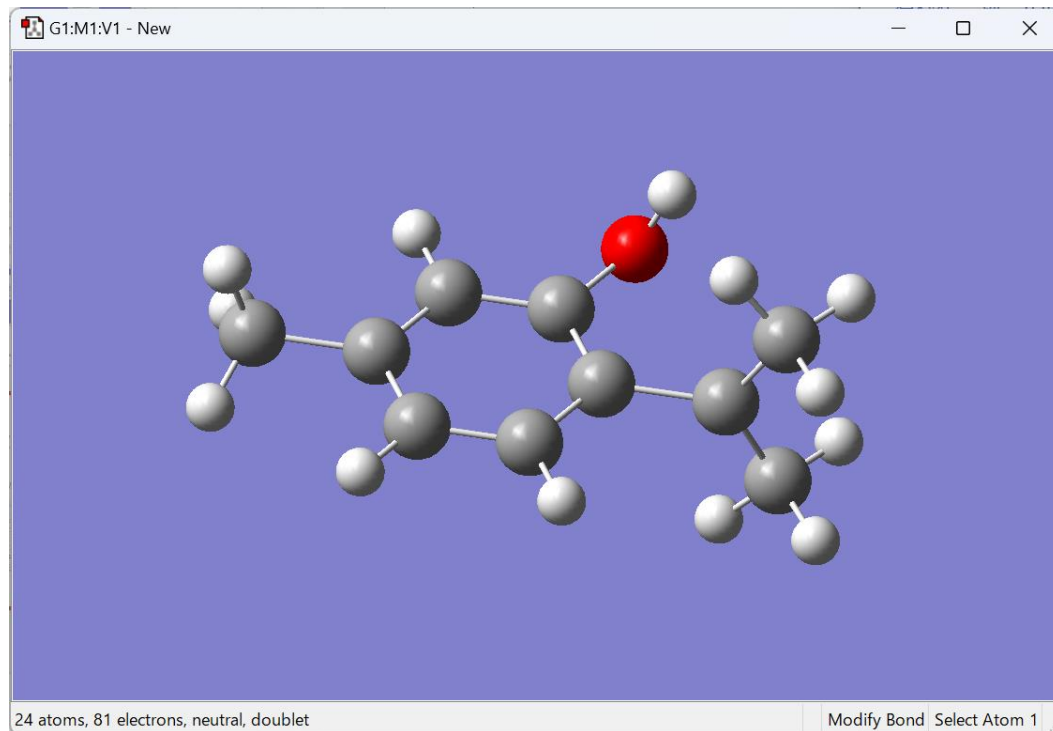 G1:M1:V1 - New
24 atoms, 81 electrons, neutral, doublet
Modify Bond
Select Atom 1